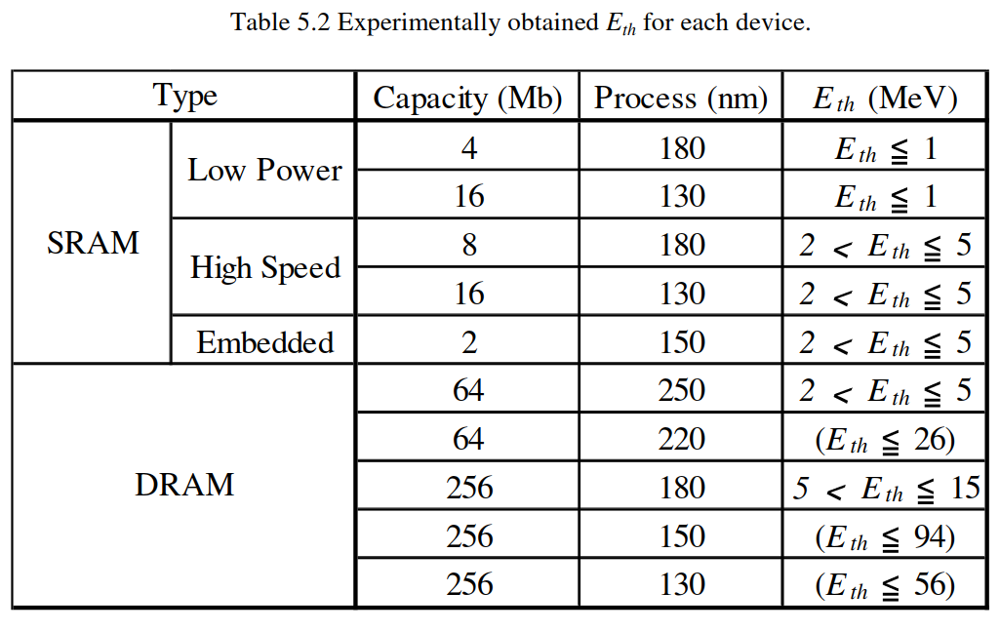 Table 5.2 Experimentally obtained Eth for each device.
Type Capacity (Mb) Process (nm) Eth (MeV)
SRAM Low Power 4 180 Eth ≦ 1
16 130 Eth ≦ 1
High Speed 8 180 2 < Eth ≦ 5
16 130 2 < Eth ≦ 5
Embedded 2 150 2 < Eth ≦ 5
DRAM 64 250 2 < Eth ≦ 5
64 220 (Eth ≦ 26)
256 180 5 < Eth ≦ 15
256 150 (Eth ≦ 94)
256 130 (Eth ≦ 56)